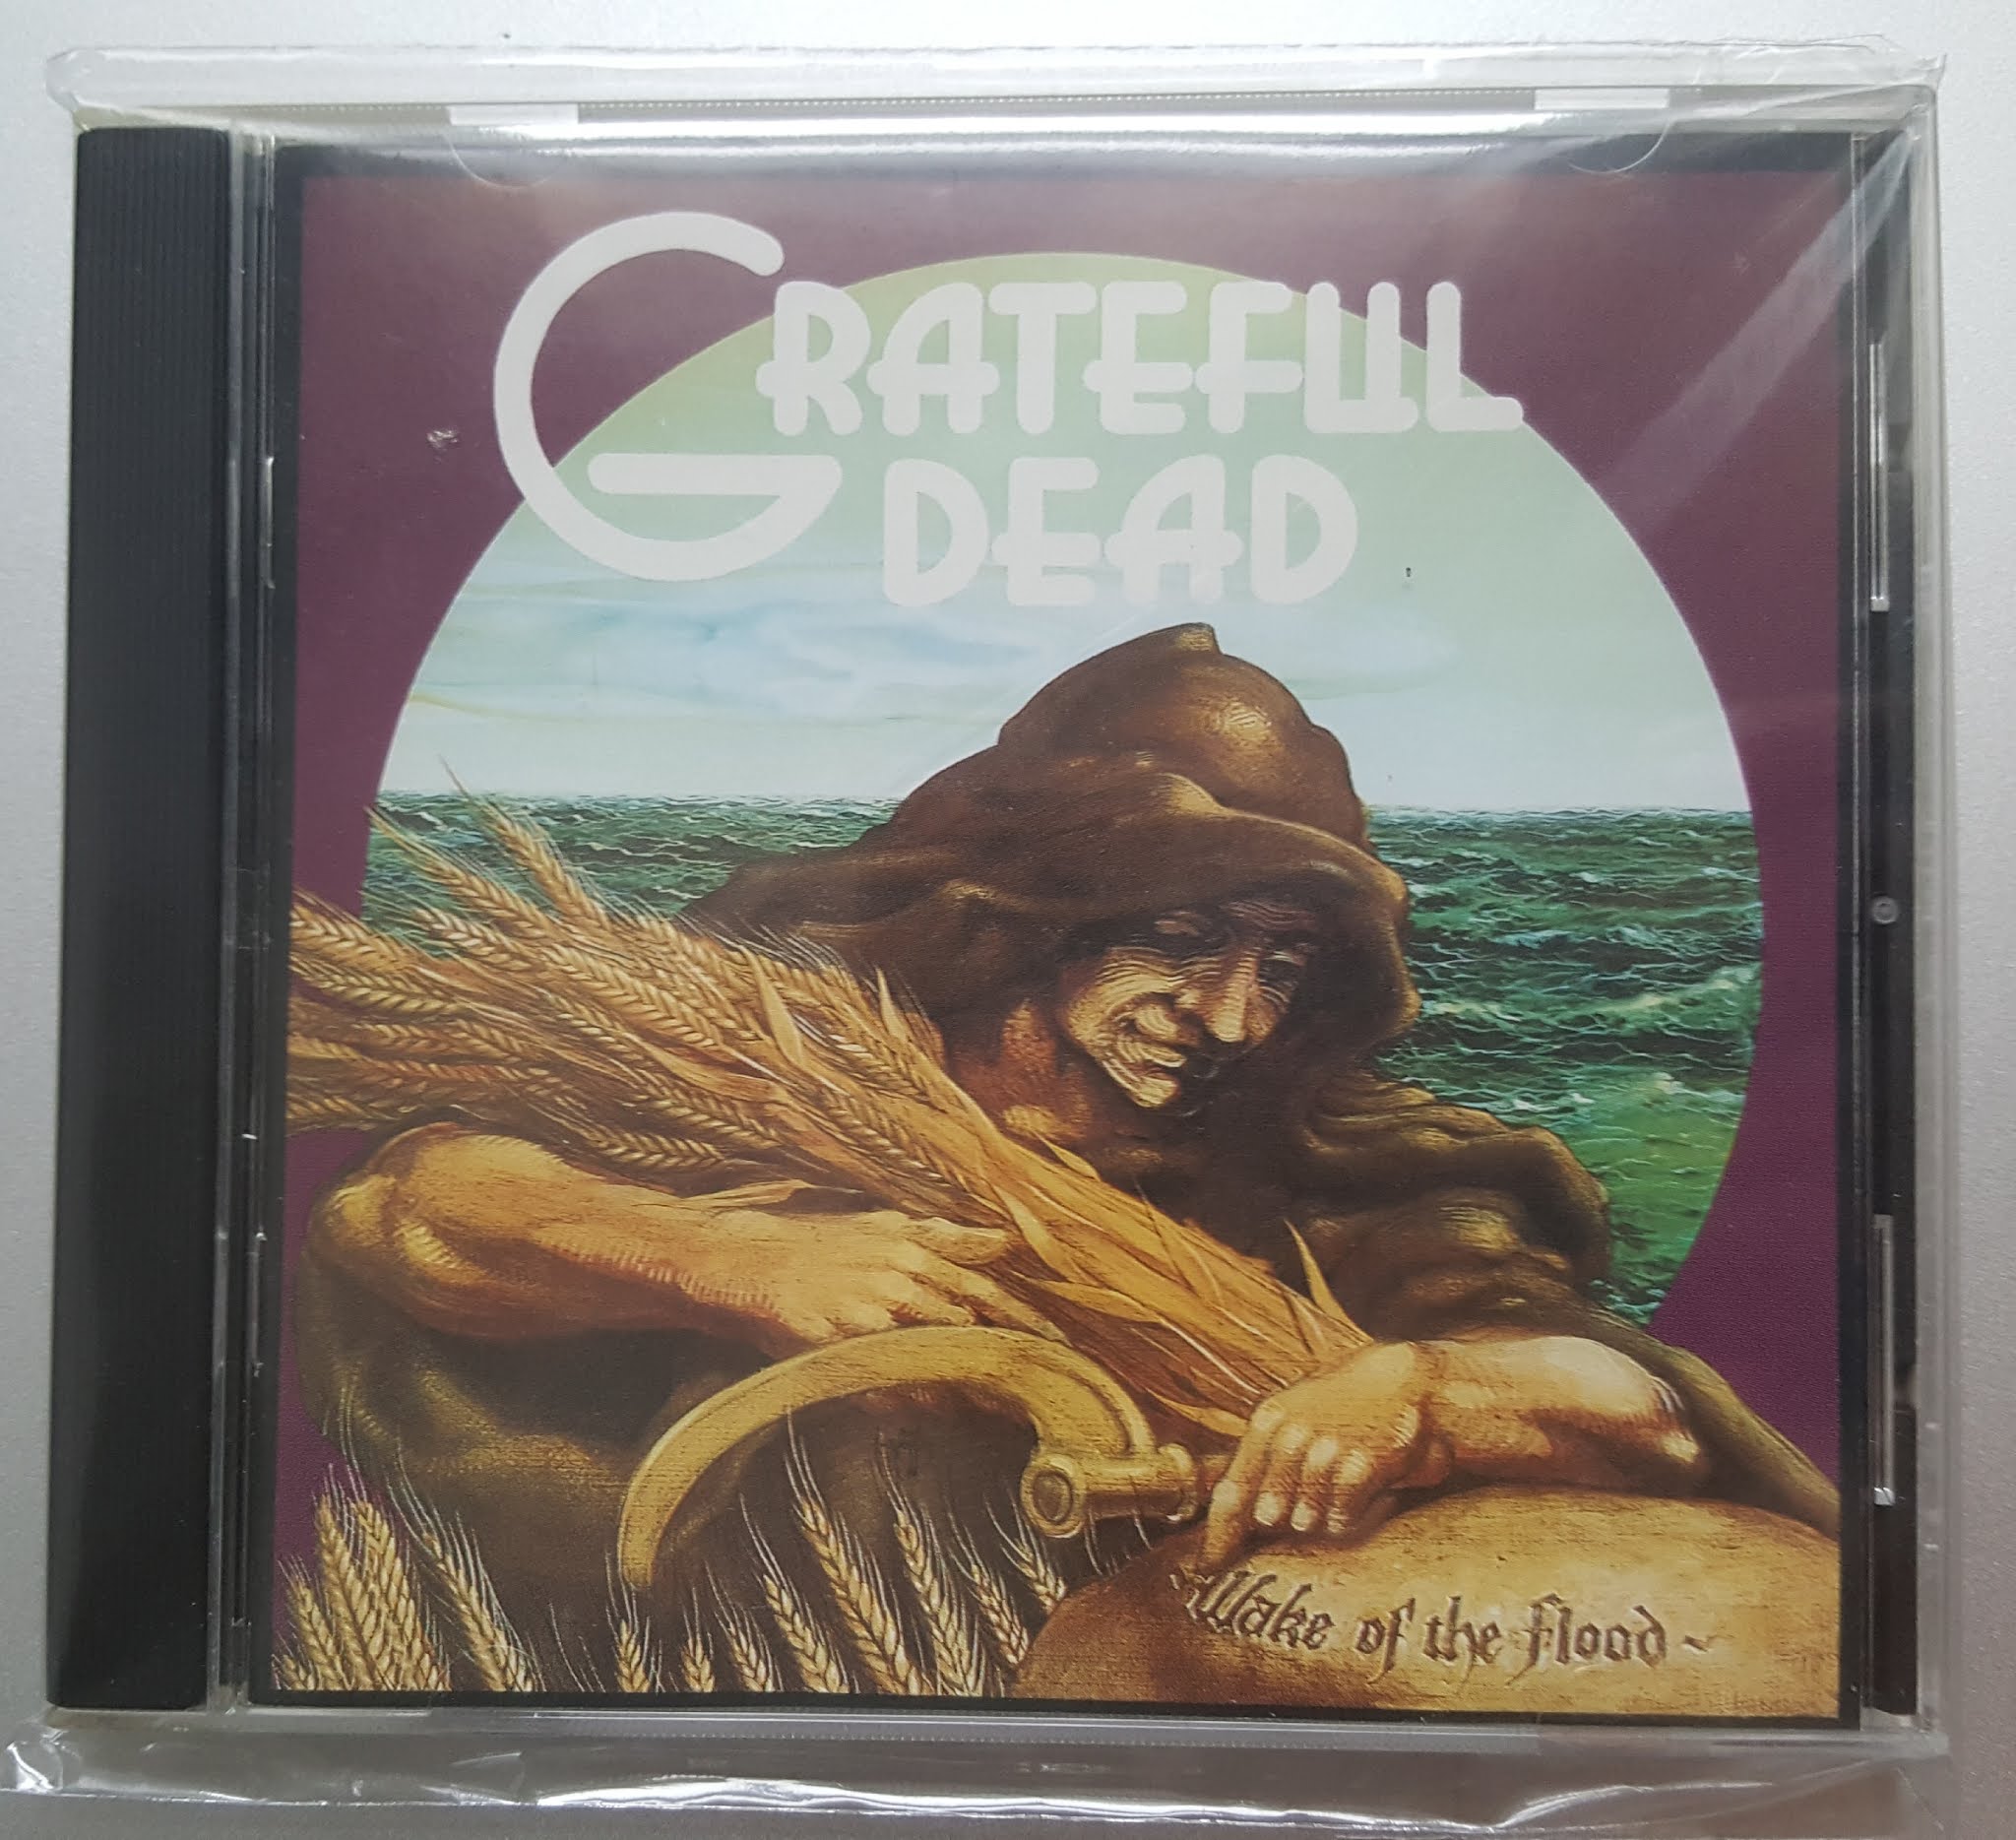 GRATEFUL
DEAD
Wake of the Flood